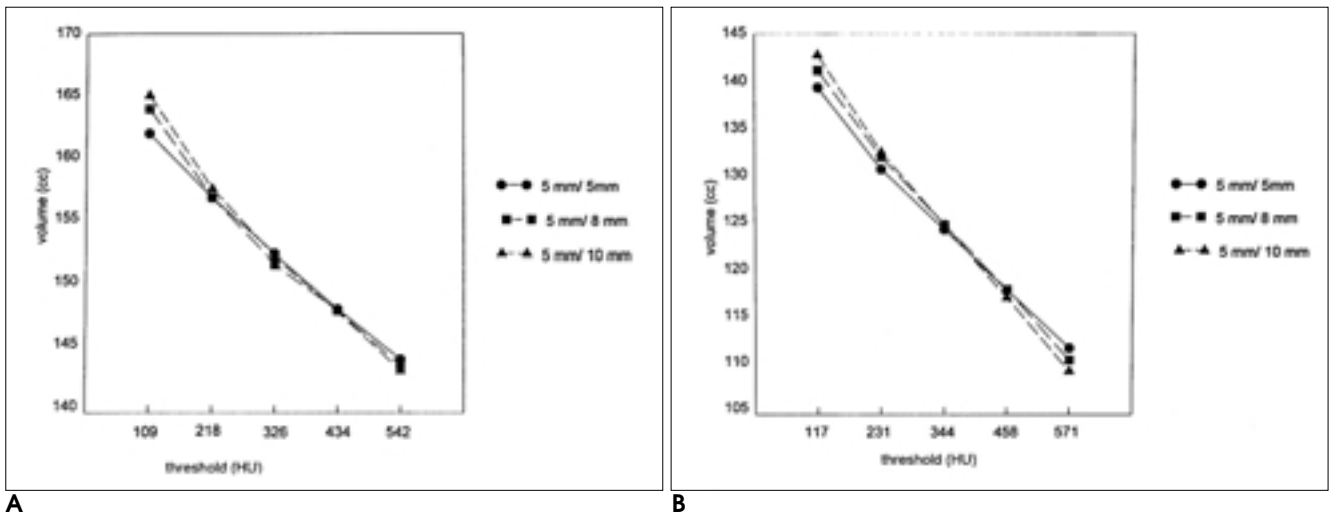 170
165
160
155
150
145
140
volume (cc)
109 218 326 434 542
threshold (HU)
5 mm/ 5mm
5 mm/ 8 mm
5 mm/ 10 mm
A
145
140
135
130
125
120
115
110
105
volume (cc)
117 231 344 458 571
threshold (HU)
5 mm/ 5mm
5 mm/ 8 mm
5 mm/ 10 mm
B